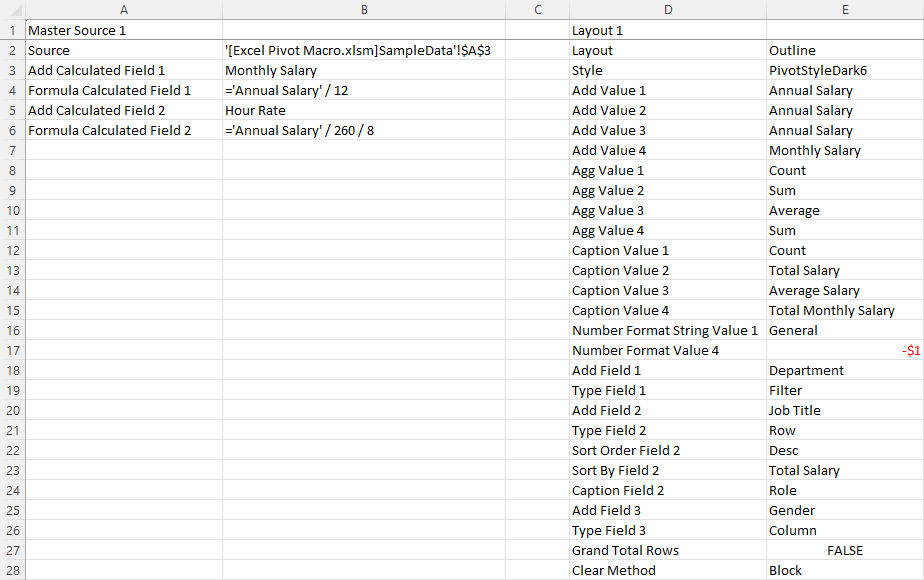 A B C D E
1 Master Source 1 Layout 1
2 Source '[Excel Pivot Macro.xlsm]SampleData'!$A$3 Layout Outline
3 Add Calculated Field 1 Monthly Salary Style PivotStyleDark6
4 Formula Calculated Field 1 ='Annual Salary' / 12 Add Value 1 Annual Salary
5 Add Calculated Field 2 Hour Rate Add Value 2 Annual Salary
6 Formula Calculated Field 2 ='Annual Salary' / 260 / 8 Add Value 3 Annual Salary
7 Add Value 4 Monthly Salary
8 Agg Value 1 Count
9 Agg Value 2 Sum
10 Agg Value 3 Average
11 Agg Value 4 Sum
12 Caption Value 1 Count
13 Caption Value 2 Total Salary
14 Caption Value 3 Average Salary
15 Caption Value 4 Total Monthly Salary
16 Number Format String Value 1 General
17 Number Format Value 4 -$1
18 Add Field 1 Department
19 Type Field 1 Filter
20 Add Field 2 Job Title
21 Type Field 2 Row
22 Sort Order Field 2 Desc
23 Sort By Field 2 Total Salary
24 Caption Field 2 Role
25 Add Field 3 Gender
26 Type Field 3 Column
27 Grand Total Rows FALSE
28 Clear Method Block